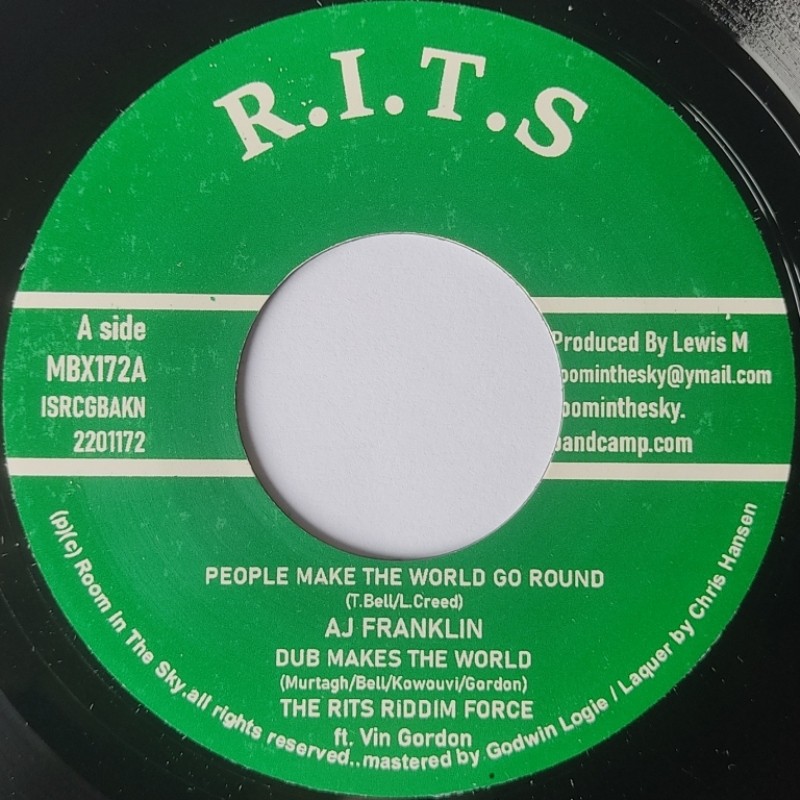 R.I.T.S
A side
MBX172A
ISRCGBAKN
2201172
Produced By Lewis M
oominthesky@ymail.com
oominthesky.
bandcamp.com
PEOPLE MAKE THE WORLD GO ROUND
(T.Bell/L.Creed)
AJ FRANKLIN
DUB MAKES THE WORLD
(Murtagh/Bell/Kowouvi/Gordon)
THE RITS RIDDIM FORCE
ft. Vin Gordon
(p)(c) Room In The Sky.all rights reserved..mastered by Godwin Logie / Laquer by Chris Hansen